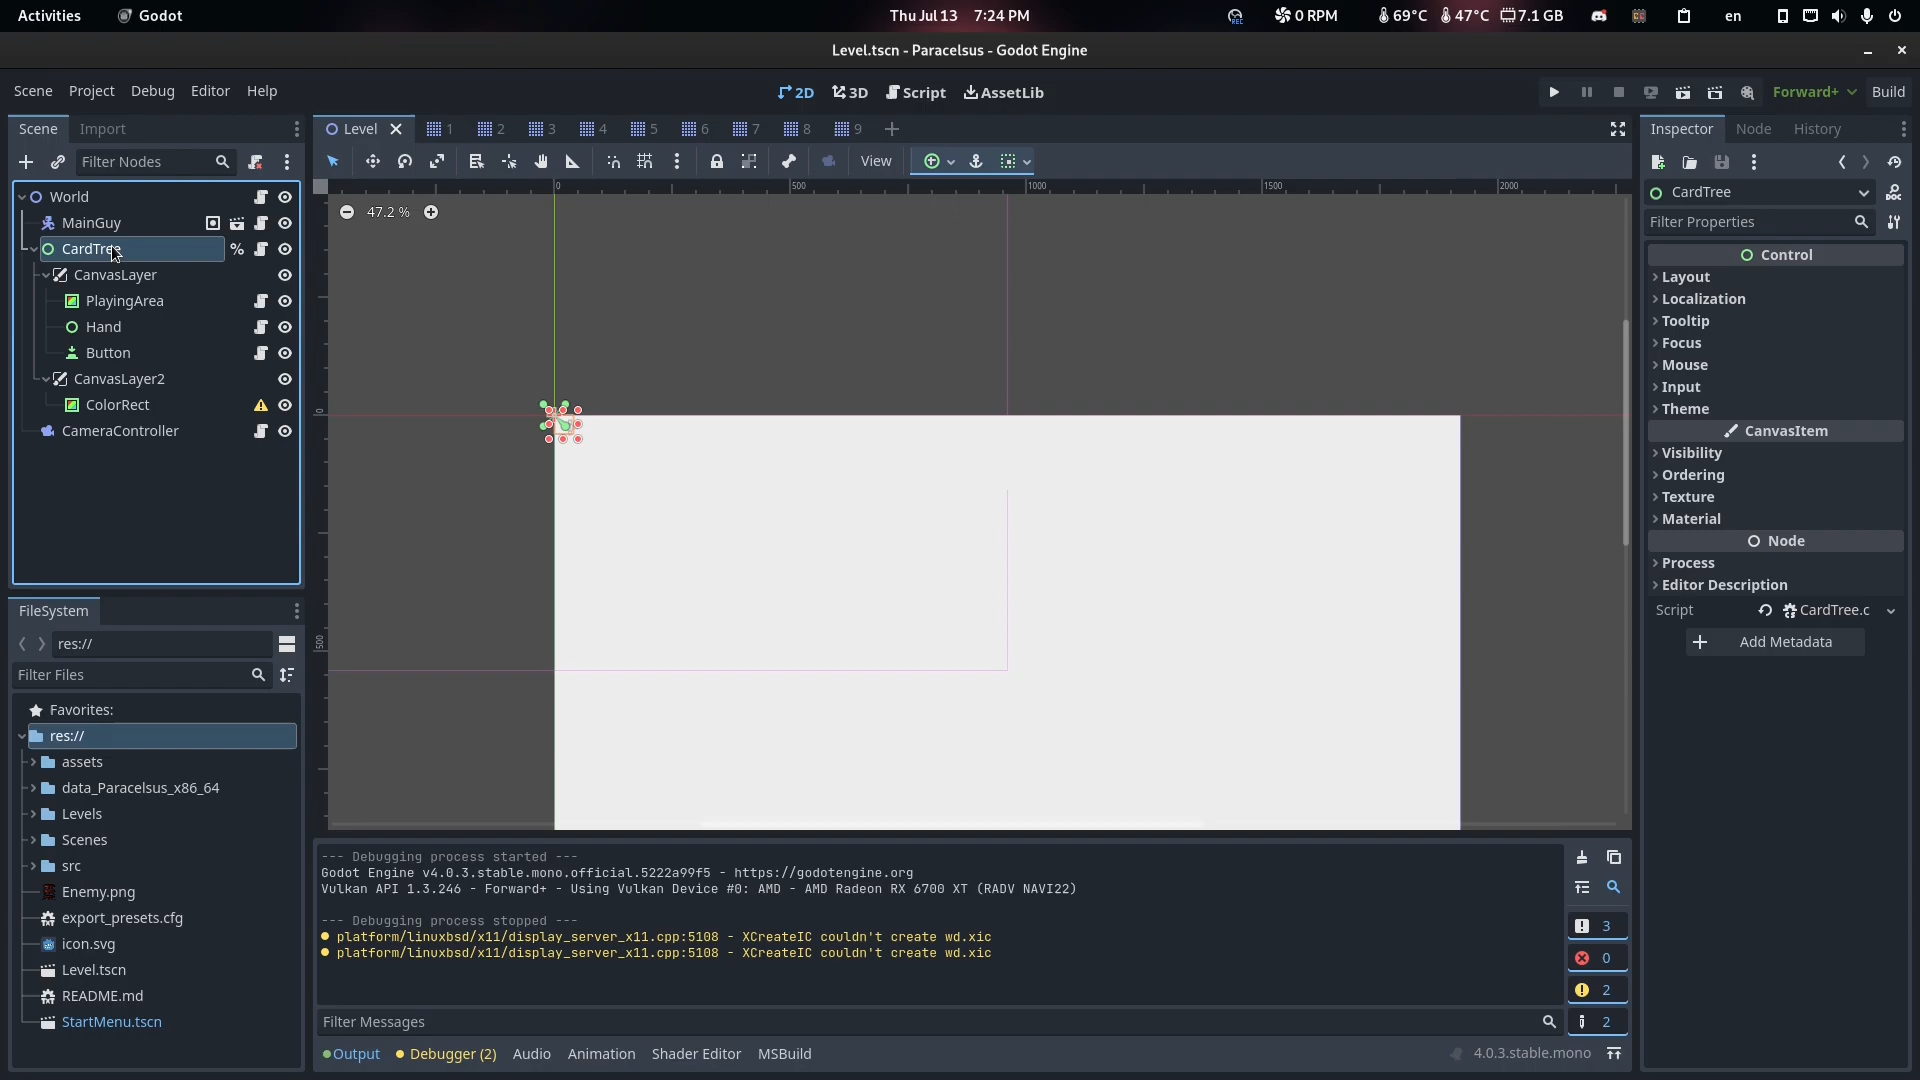 Activities Godot Thu Jul 13 7:24 PM 0 RPM 69°C 47°C 7.1 GB en
Level.tscn - Paracelsus - Godot Engine
Scene Project Debug Editor Help 2D 3D Script AssetLib Forward+ Build
Scene Import
Filter Nodes
World
MainGuy
CardTree
CanvasLayer
PlayingArea
Hand
Button
CanvasLayer2
ColorRect
CameraController
FileSystem
res://
Filter Files
Favorites:
res://
assets
data_Paracelsus_x86_64
Levels
Scenes
src
Enemy.png
export_presets.cfg
icon.svg
Level.tscn
README.md
StartMenu.tscn
Level 1 2 3 4 5 6 7 8 9
View
0 500 1000 1500 2000
47.2 %
0
500
--- Debugging process started ---
Godot Engine v4.0.3.stable.mono.official.5222a99f5 - https://godotengine.org
Vulkan API 1.3.246 - Forward+ - Using Vulkan Device #0: AMD - AMD Radeon RX 6700 XT (RADV NAVI22)
--- Debugging process stopped ---
platform/linuxbsd/x11/display_server_x11.cpp:5108 - XCreateIC couldn't create wd.xic
platform/linuxbsd/x11/display_server_x11.cpp:5108 - XCreateIC couldn't create wd.xic
3
0
2
2
Filter Messages
Output Debugger (2) Audio Animation Shader Editor MSBuild 4.0.3.stable.mono
Inspector Node History
CardTree
Filter Properties
Control
Layout
Localization
Tooltip
Focus
Mouse
Input
Theme
CanvasItem
Visibility
Ordering
Texture
Material
Node
Process
Editor Description
Script CardTree.c
Add Metadata